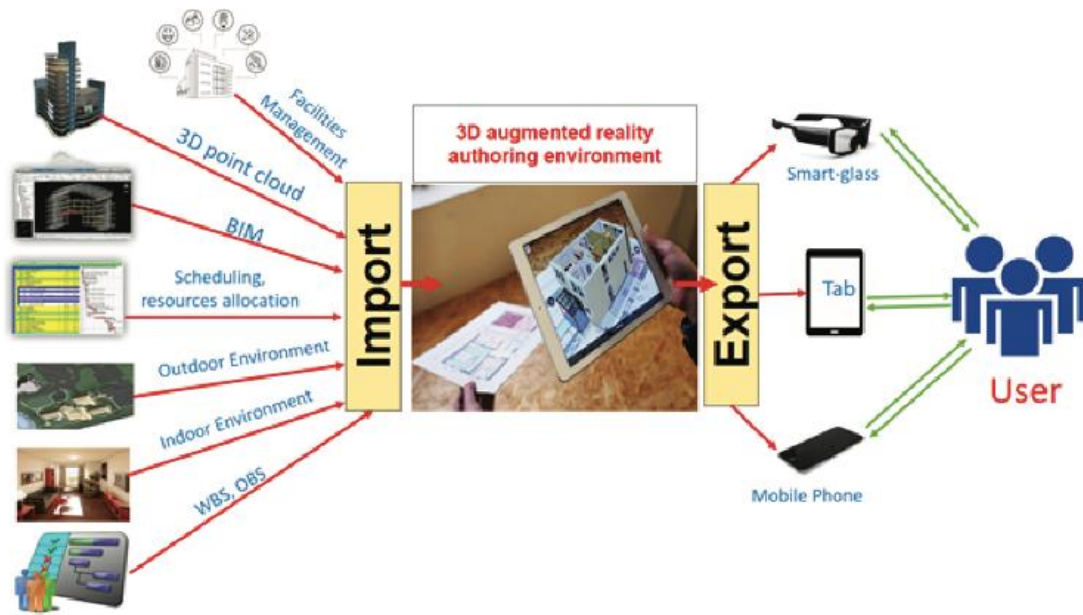 Facilities
Management
3D point cloud
BIM
Scheduling,
resources allocation
Outdoor Environment
Indoor Environment
WBS, OBS
Import
3D augmented reality
authoring environment
Export
Smart-glass
Tab
Mobile Phone
User